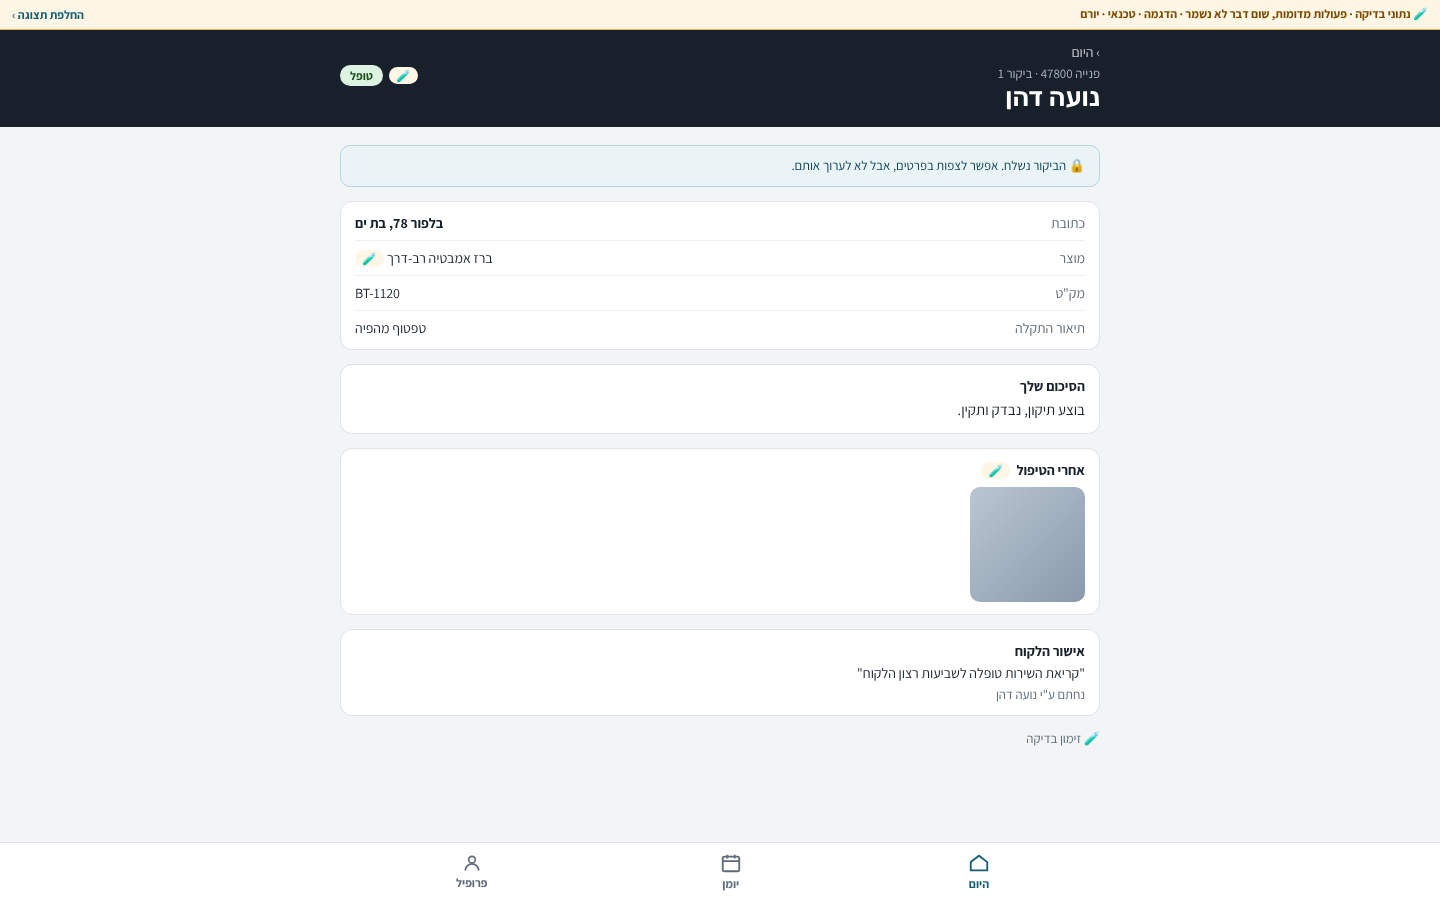 🧪 נתוני בדיקה · פעולות מדומות, שום דבר לא נשמר · הדגמה · טכנאי · יורם
החלפת תצוגה ›
› היום
פנייה 47800 · ביקור 1
נועה דהן
🧪 טופל
🔒 הביקור נשלח. אפשר לצפות בפרטים, אבל לא לערוך אותם.
כתובת בלפור 78, בת ים
מוצר ברז אמבטיה רב-דרך 🧪
מק"ט BT-1120
תיאור התקלה טפטוף מהפיה
הסיכום שלך
בוצע תיקון, נבדק ותקין.
אחרי הטיפול 🧪
אישור הלקוח
"קריאת השירות טופלה לשביעות רצון הלקוח"
נחתם ע"י נועה דהן
🧪 זימון בדיקה
היום
יומן
פרופיל